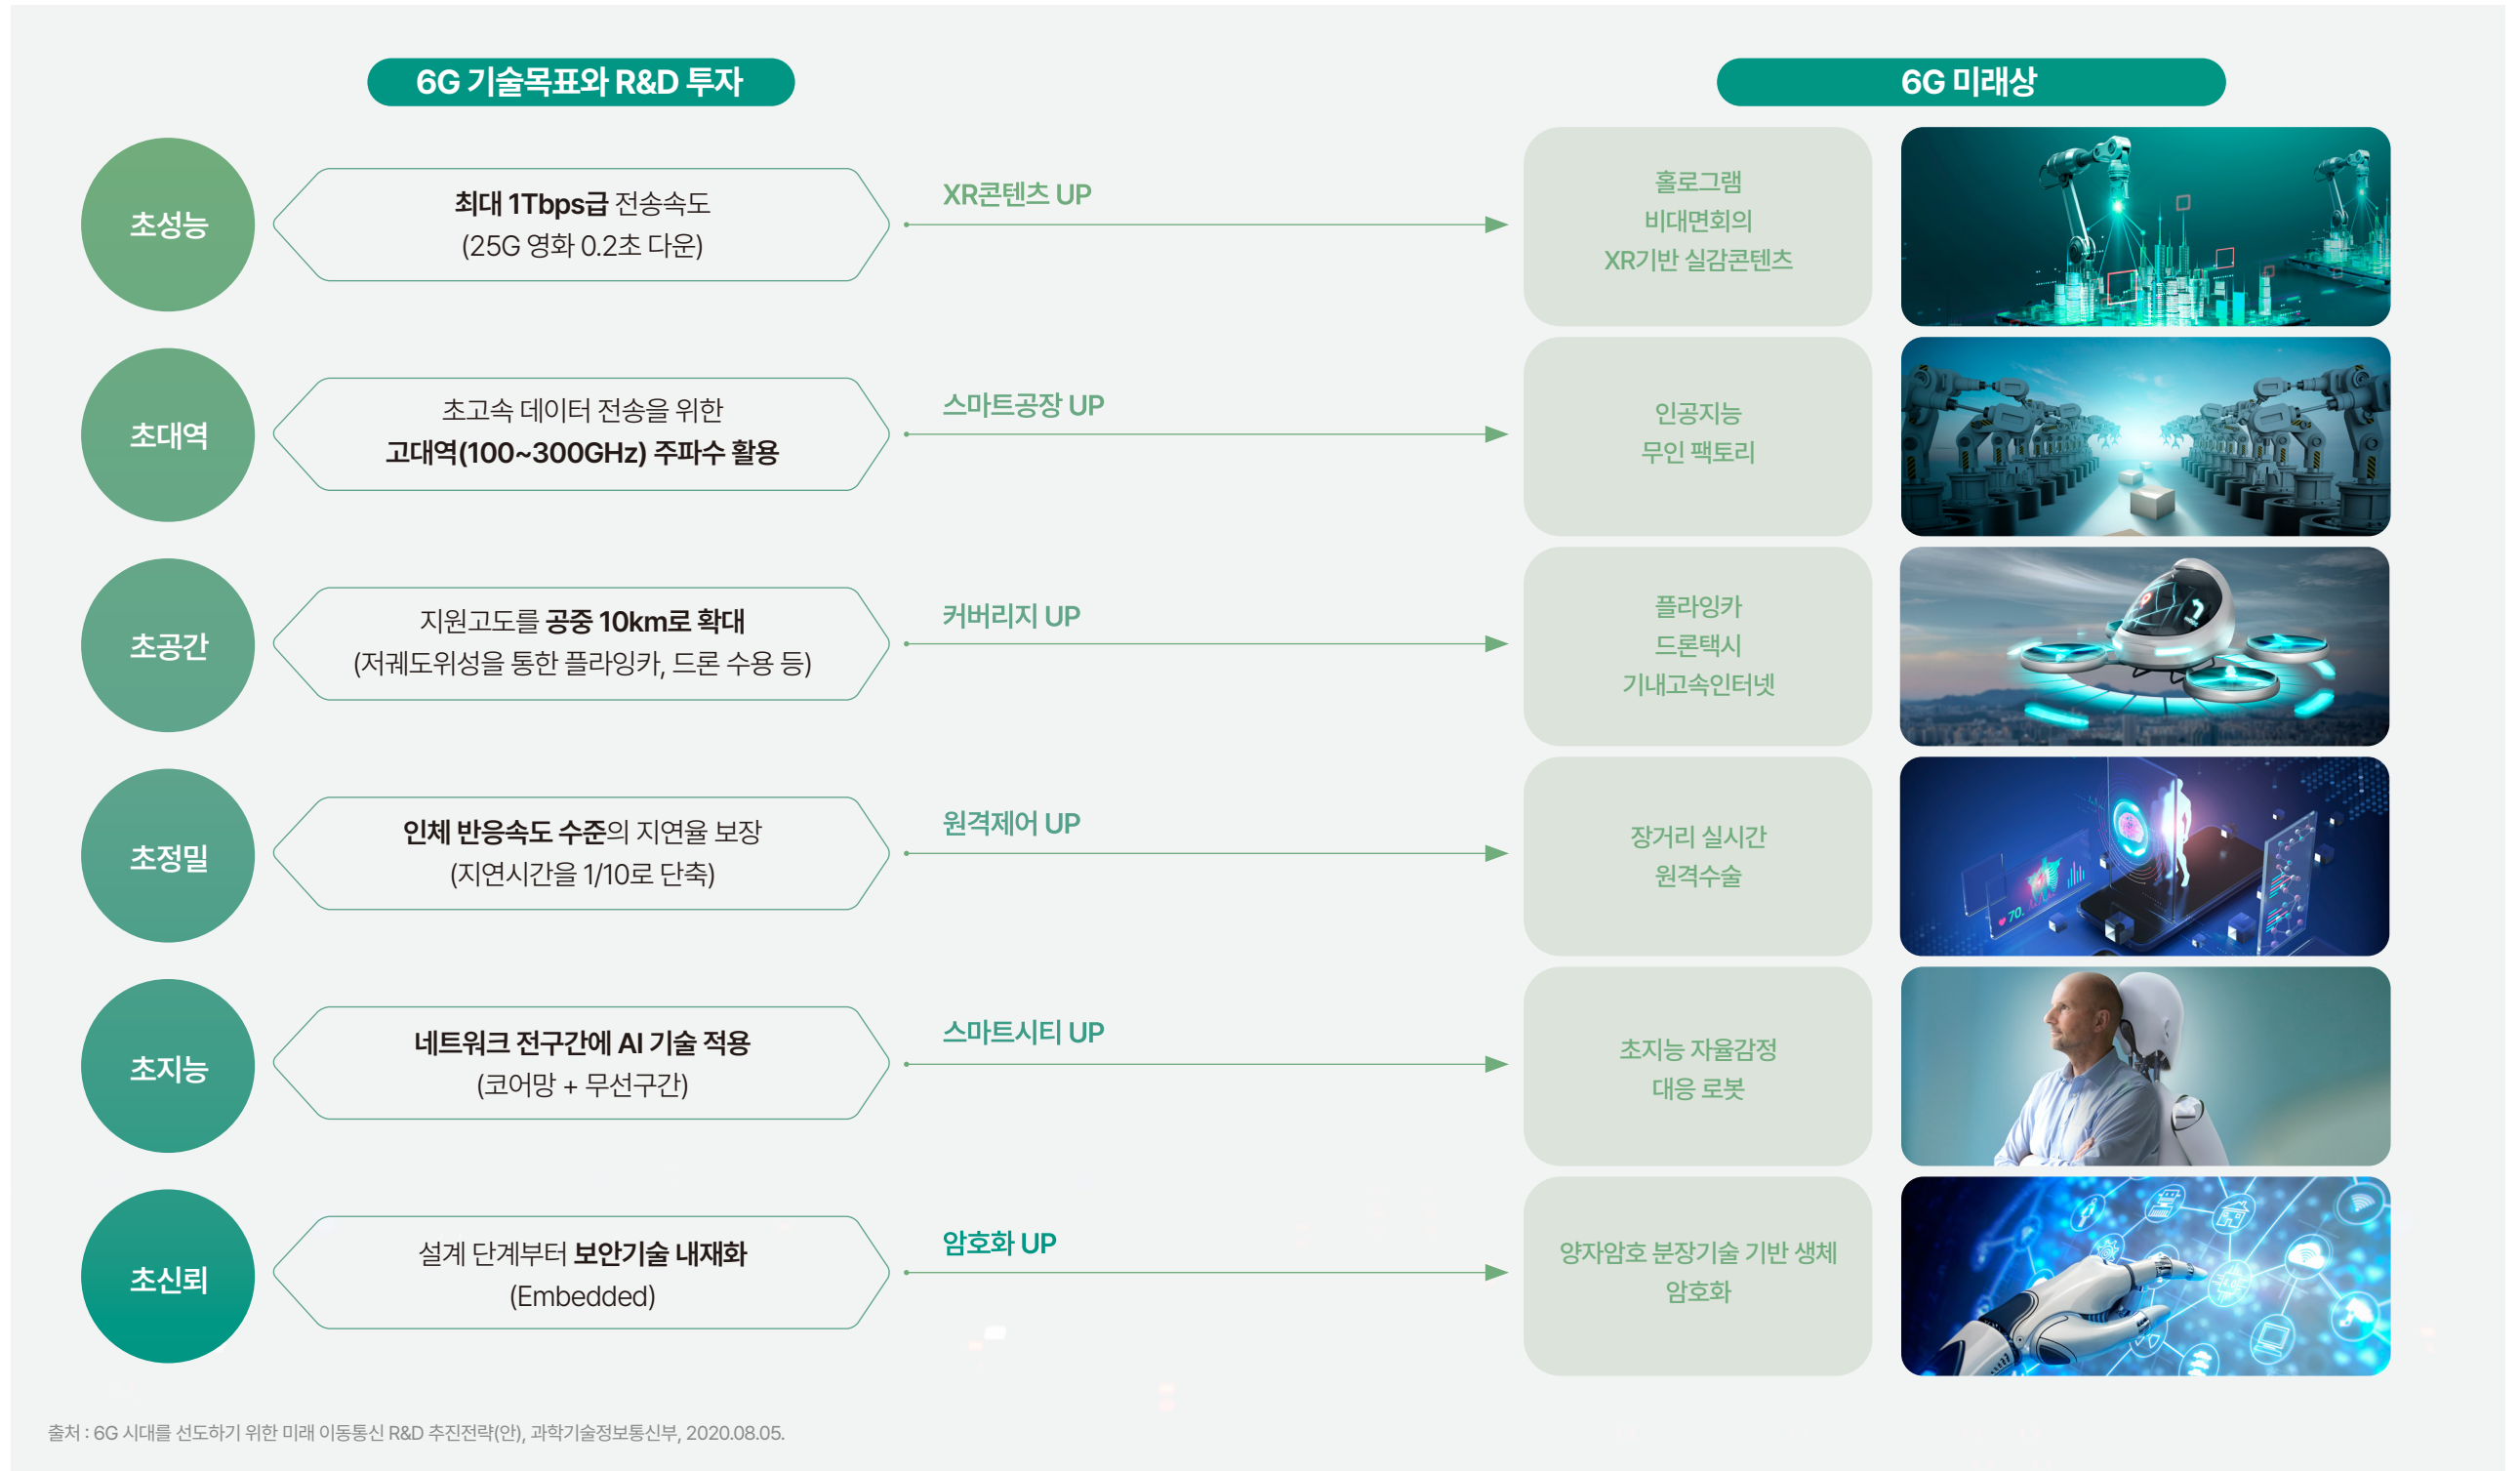 6G 기술목표와 R&D 투자
6G 미래상
초성능
최대 1Tbps급 전송속도
(25G 영화 0.2초 다운)
XR콘텐츠 UP
홀로그램
비대면회의
XR기반 실감콘텐츠
초대역
초고속 데이터 전송을 위한
고대역(100~300GHz) 주파수 활용
스마트공장 UP
인공지능
무인 팩토리
초공간
지원고도를 공중 10km로 확대
(저궤도위성을 통한 플라잉카, 드론 수용 등)
커버리지 UP
플라잉카
드론택시
기내고속인터넷
초정밀
인체 반응속도 수준의 지연율 보장
(지연시간을 1/10로 단축)
원격제어 UP
장거리 실시간
원격수술
70.
초지능
네트워크 전구간에 AI 기술 적용
(코어망 + 무선구간)
스마트시티 UP
초지능 자율감정
대응 로봇
초신뢰
설계 단계부터 보안기술 내재화
(Embedded)
암호화 UP
양자암호 분장기술 기반 생체
암호화
출처 : 6G 시대를 선도하기 위한 미래 이동통신 R&D 추진전략(안), 과학기술정보통신부, 2020.08.05.